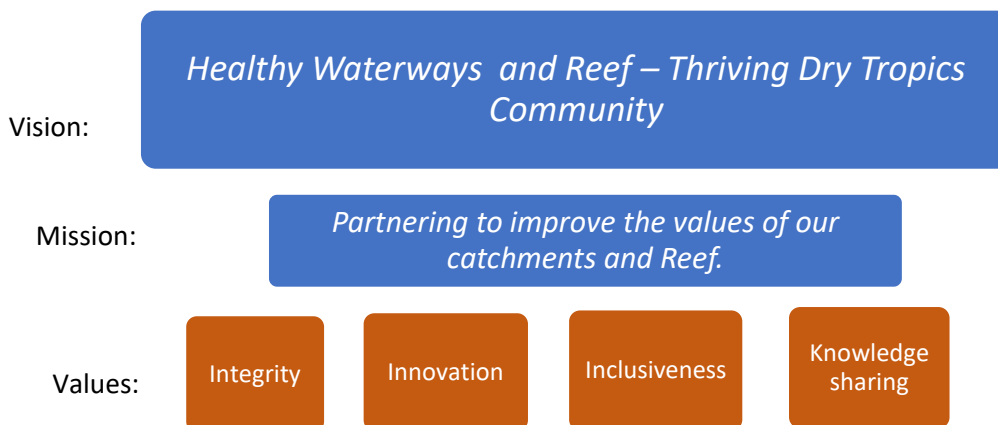 Healthy Waterways and Reef – Thriving Dry Tropics
Community
Vision:
Mission:
Partnering to improve the values of our
catchments and Reef.
Values:
Integrity
Innovation
Inclusiveness
Knowledge
sharing